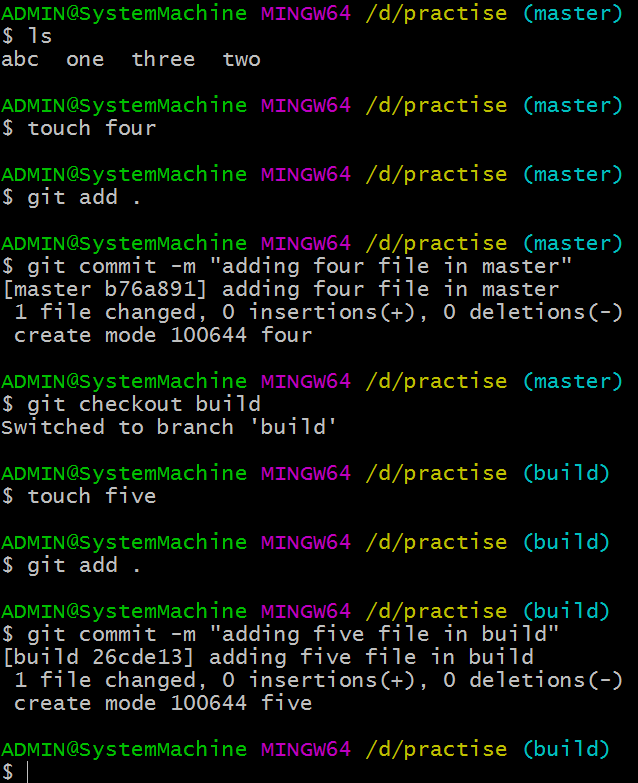 ADMIN@SystemMachine MINGW64 /d/practise (master)
$ ls
abc  one  three  two
ADMIN@SystemMachine MINGW64 /d/practise (master)
$ touch four
ADMIN@SystemMachine MINGW64 /d/practise (master)
$ git add .
ADMIN@SystemMachine MINGW64 /d/practise (master)
$ git commit -m "adding four file in master"
[master b76a891] adding four file in master
 1 file changed, 0 insertions(+), 0 deletions(-)
 create mode 100644 four
ADMIN@SystemMachine MINGW64 /d/practise (master)
$ git checkout build
Switched to branch 'build'
ADMIN@SystemMachine MINGW64 /d/practise (build)
$ touch five
ADMIN@SystemMachine MINGW64 /d/practise (build)
$ git add .
ADMIN@SystemMachine MINGW64 /d/practise (build)
$ git commit -m "adding five file in build"
[build 26cde13] adding five file in build
 1 file changed, 0 insertions(+), 0 deletions(-)
 create mode 100644 five
ADMIN@SystemMachine MINGW64 /d/practise (build)
$